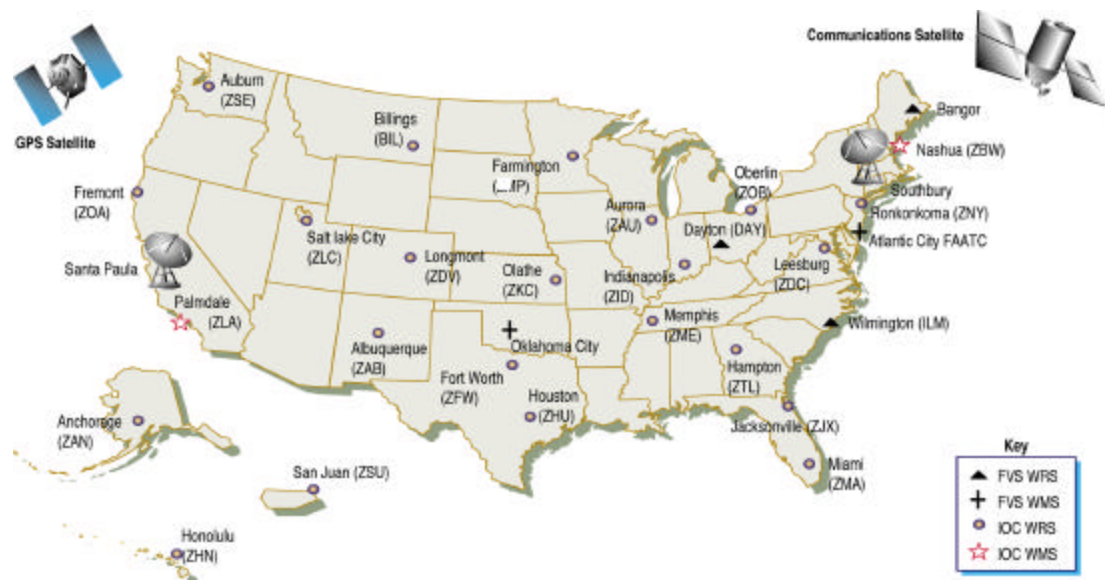 Communications Satellite
GPS Satellite
Auburn
(ZSE)
Billings
(BIL)
Bangor
Nashua (ZBW)
Farmington
Oberlin
(ZOB)
Fremont
(ZOA)
Southbury
Ronkonkoma (ZNY)
Aurora
(ZAU)
Dayton (DAY)
Atlantic City FAATC
Salt lake City
(ZLC)
Longmont
(ZDV)
Olathe
(ZKC)
Indianapolis
(ZID)
Leesburg
(ZDC)
Santa Paula
Palmdale
(ZLA)
Memphis
(ZME)
Wilmington (ILM)
Albuquerque
(ZAB)
Oklahoma City
Fort Worth
(ZFW)
Hampton
(ZTL)
Houston
(ZHU)
Anchorage
(ZAN)
Jacksonville (ZJX)
San Juan (ZSU)
Miami
(ZMA)
Honolulu
(ZHN)
Key
FVS WRS
FVS WMS
IOC WRS
IOC WMS